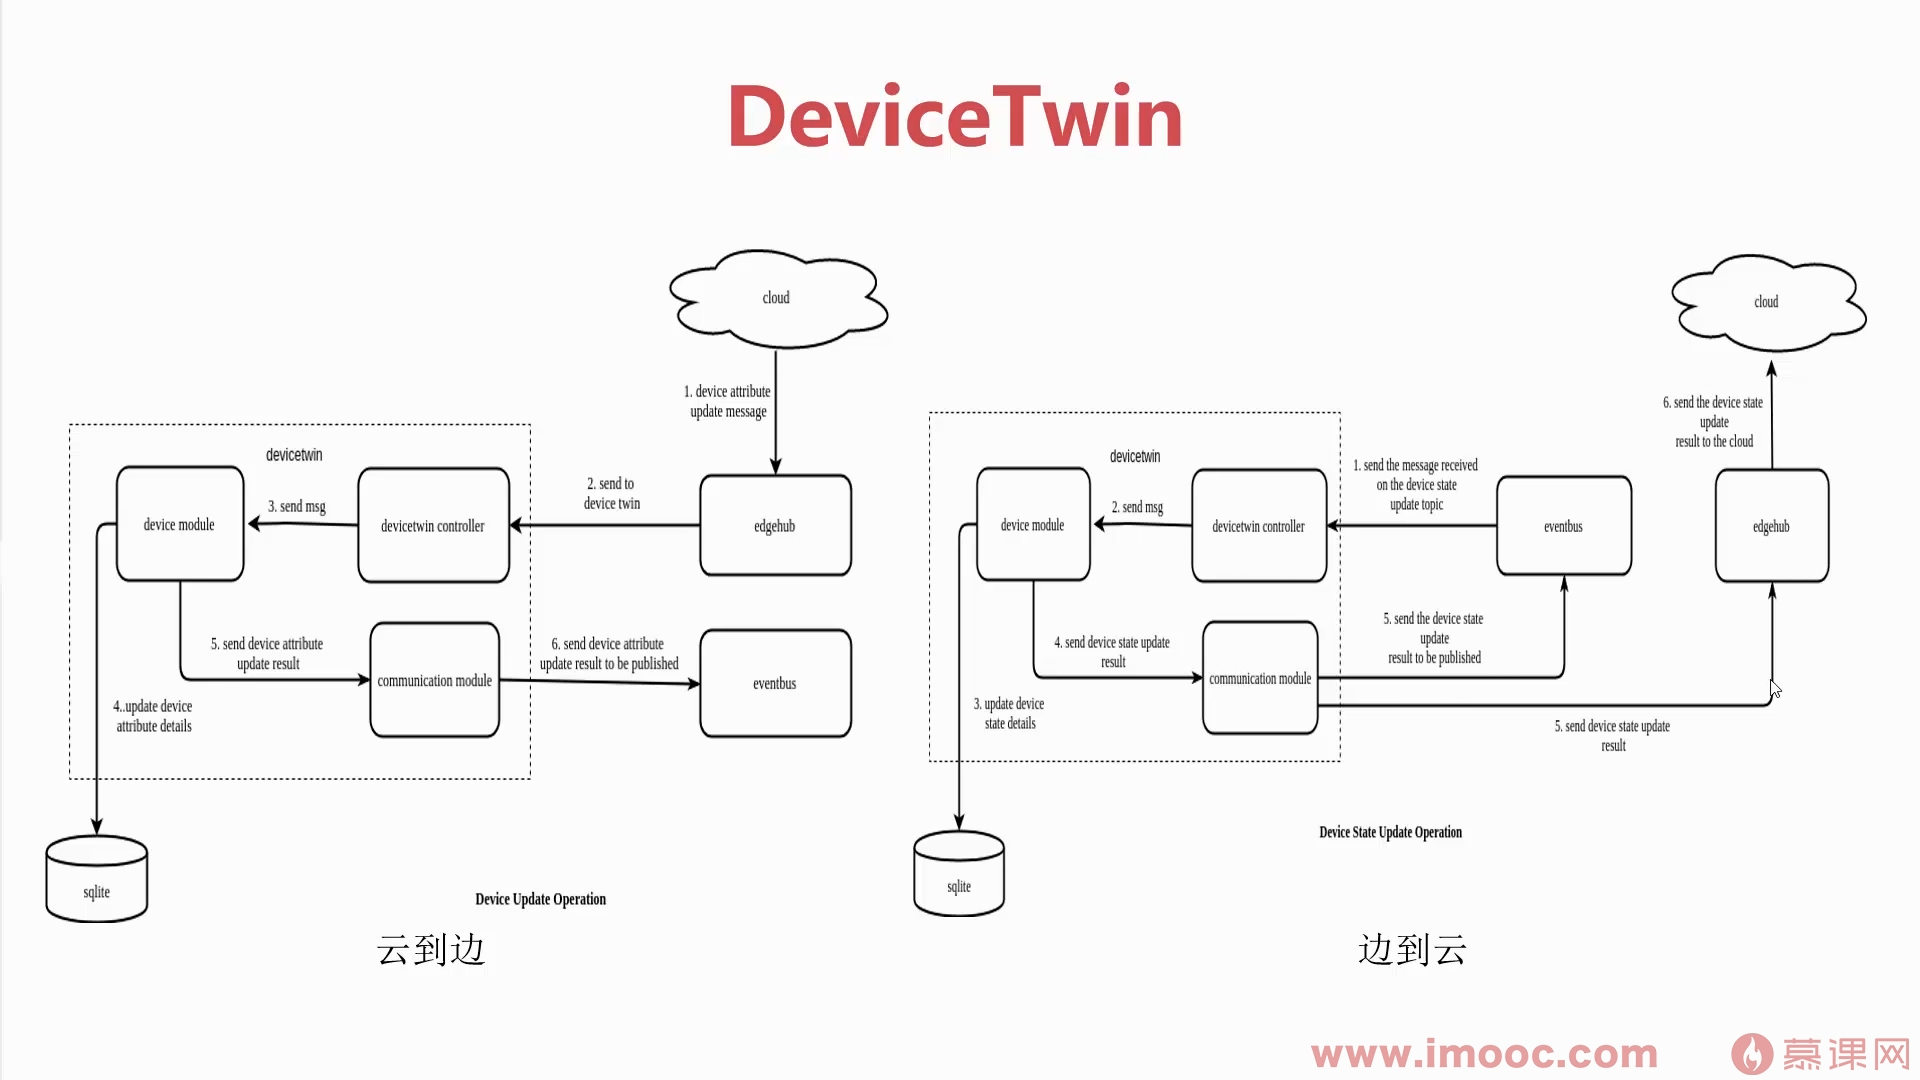 DeviceTwin
cloud
1. device attribute
update message
devicetwin
device module
3. send msg
devicetwin controller
2. send to
device twin
edgehub
5. send device attribute
update result
communication module
6. send device attribute
update result to be published
eventbus
4..update device
attribute details
sqlite
Device Update Operation
云到边
cloud
6. send the device state
update
result to the cloud
devicetwin
device module
2. send msg
devicetwin controller
1. send the message received
on the device state
update topic
eventbus
edgehub
4. send device state update
result
communication module
5. send the device state
update
result to be published
5. send device state update
result
3. update device
state details
sqlite
Device State Update Operation
边到云
www.imooc.com
慕课网